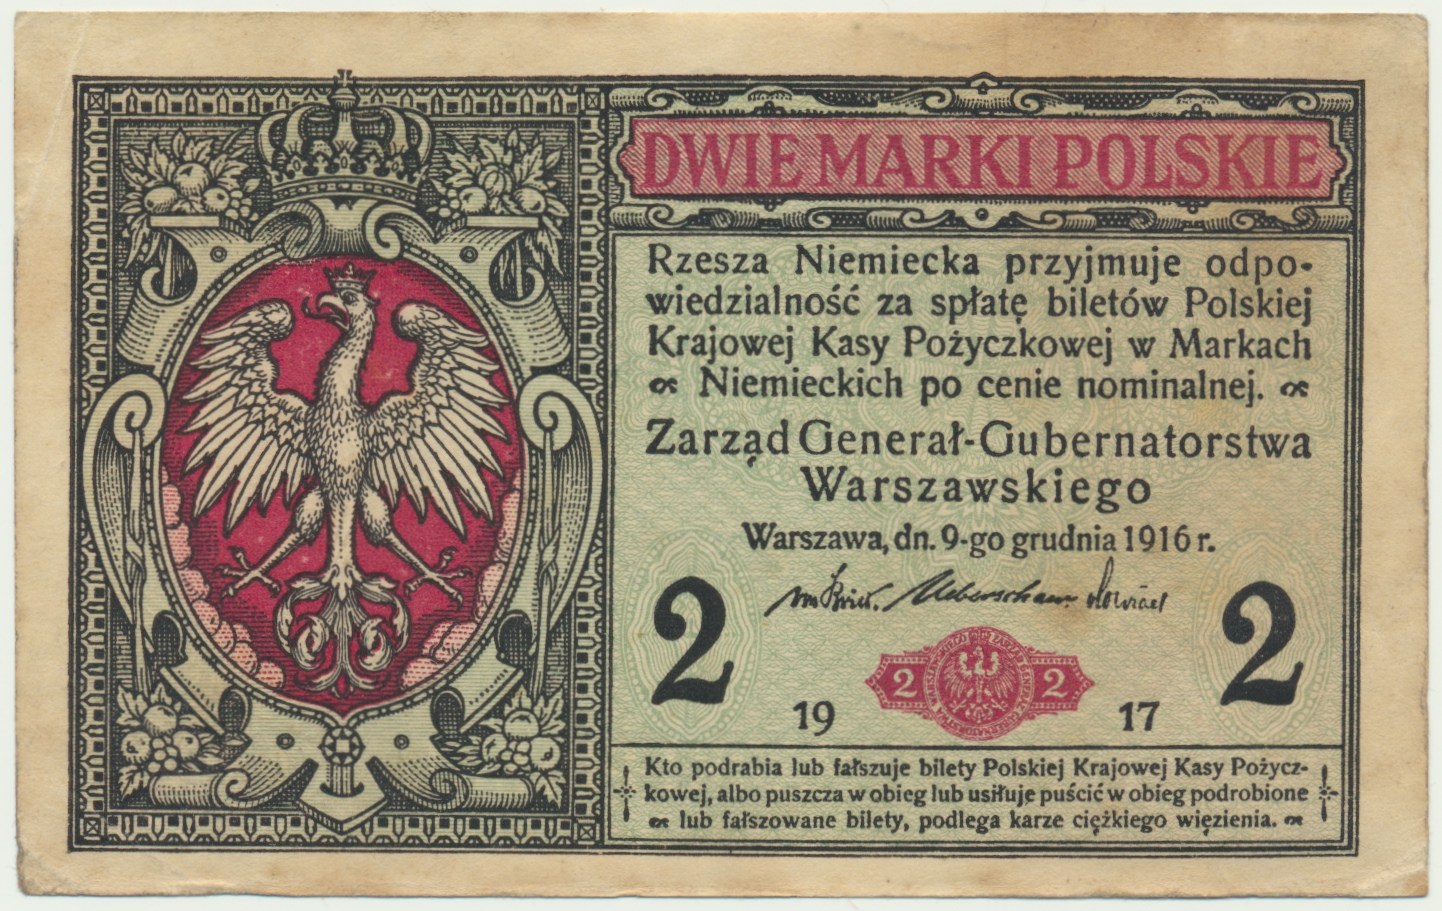 DWIE MARKI POLSKIE
Rzesza Niemiecka przyjmuje odpo-
wiedzialność za spłatę biletów Polskiej
Krajowej Kasy Pożyczkowej w Markach
Niemieckich po cenie nominalnej.
Zarząd Generał-Gubernatorstwa
Warszawskiego
Warszawa, dn. 9-go grudnia 1916 r.
2 2
2 2
19 17
Kto podrabia lub fałszuje bilety Polskiej Krajowej Kasy Pożycz-
kowej, albo puszcza w obieg lub usiłuje puścić w obieg podrobione
lub fałszowane bilety, podlega karze ciężkiego więzienia.